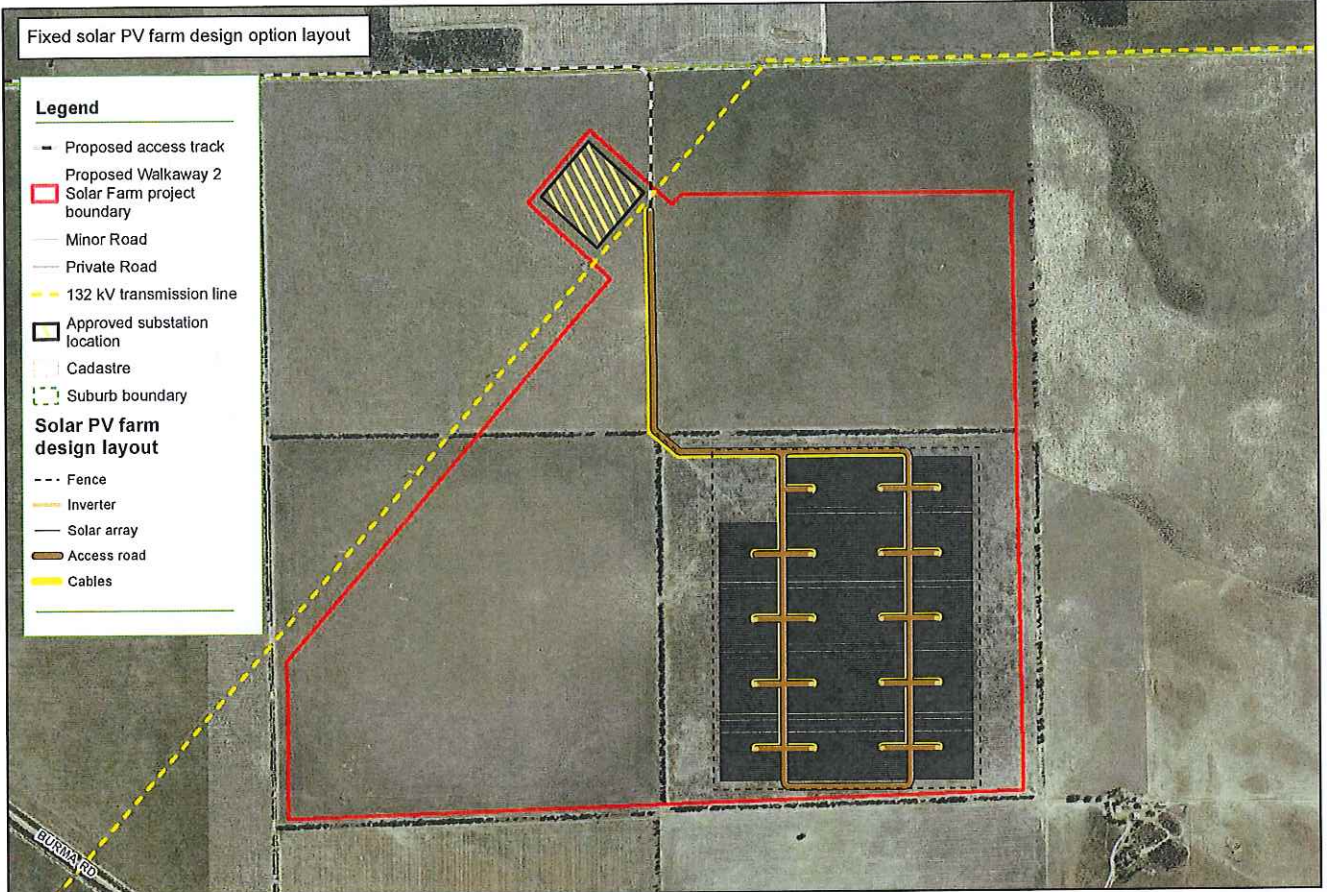 Fixed solar PV farm design option layout
Legend
Proposed access track
Proposed Walkaway 2
Solar Farm project
boundary
Minor Road
Private Road
132 kV transmission line
Approved substation
location
Cadastre
Suburb boundary
Solar PV farm
design layout
Fence
Inverter
Solar array
Access road
Cables
BURMA RD